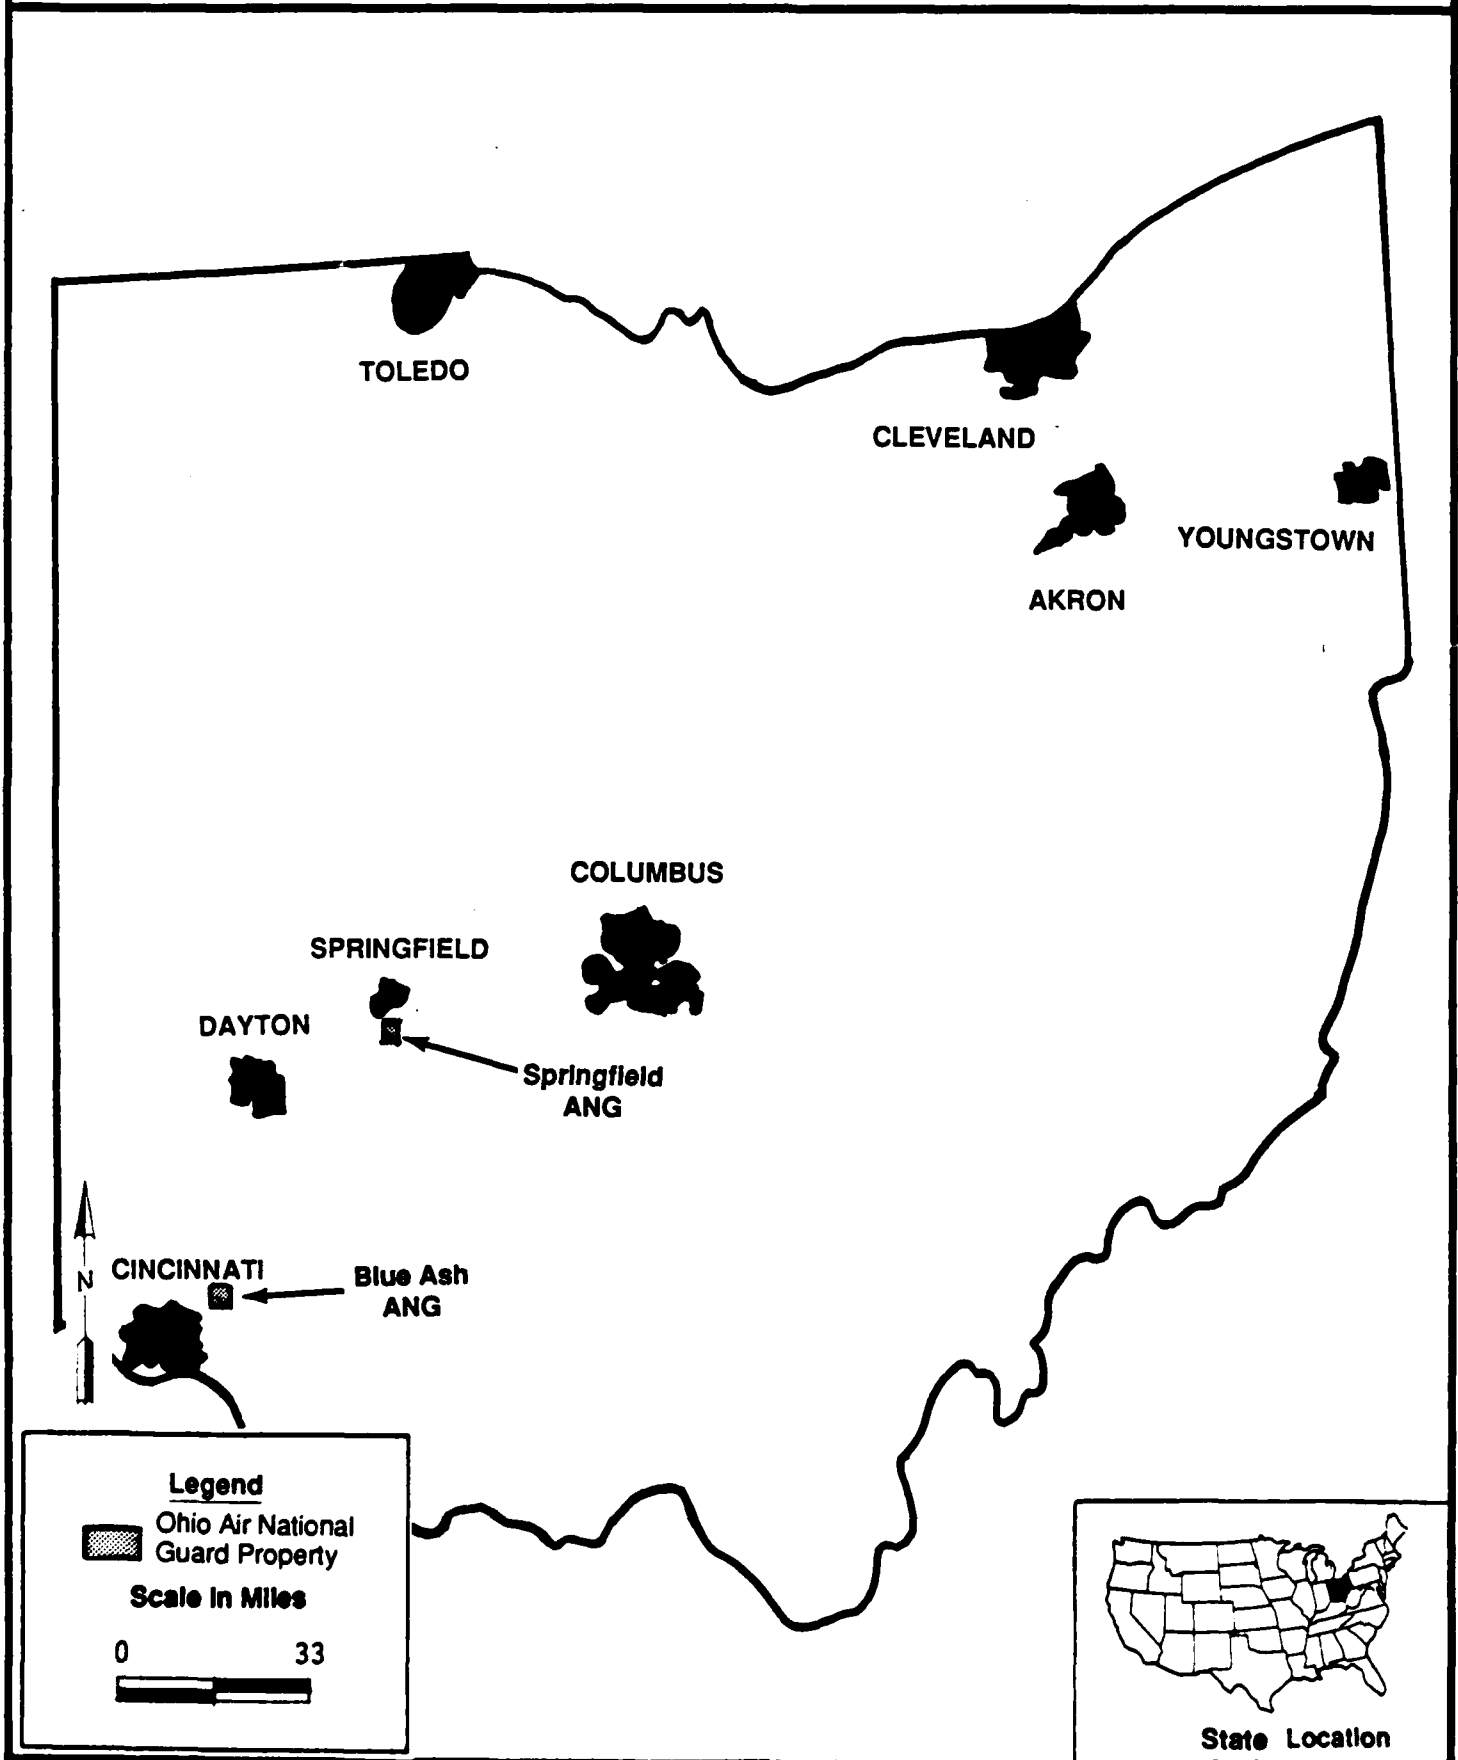 TOLEDO
CLEVELAND
YOUNGSTOWN
AKRON
COLUMBUS
SPRINGFIELD
DAYTON
Springfield
ANG
N
CINCINNATI
Blue Ash
ANG
Legend
Ohio Air National
Guard Property
Scale in Miles
0 33
State Location